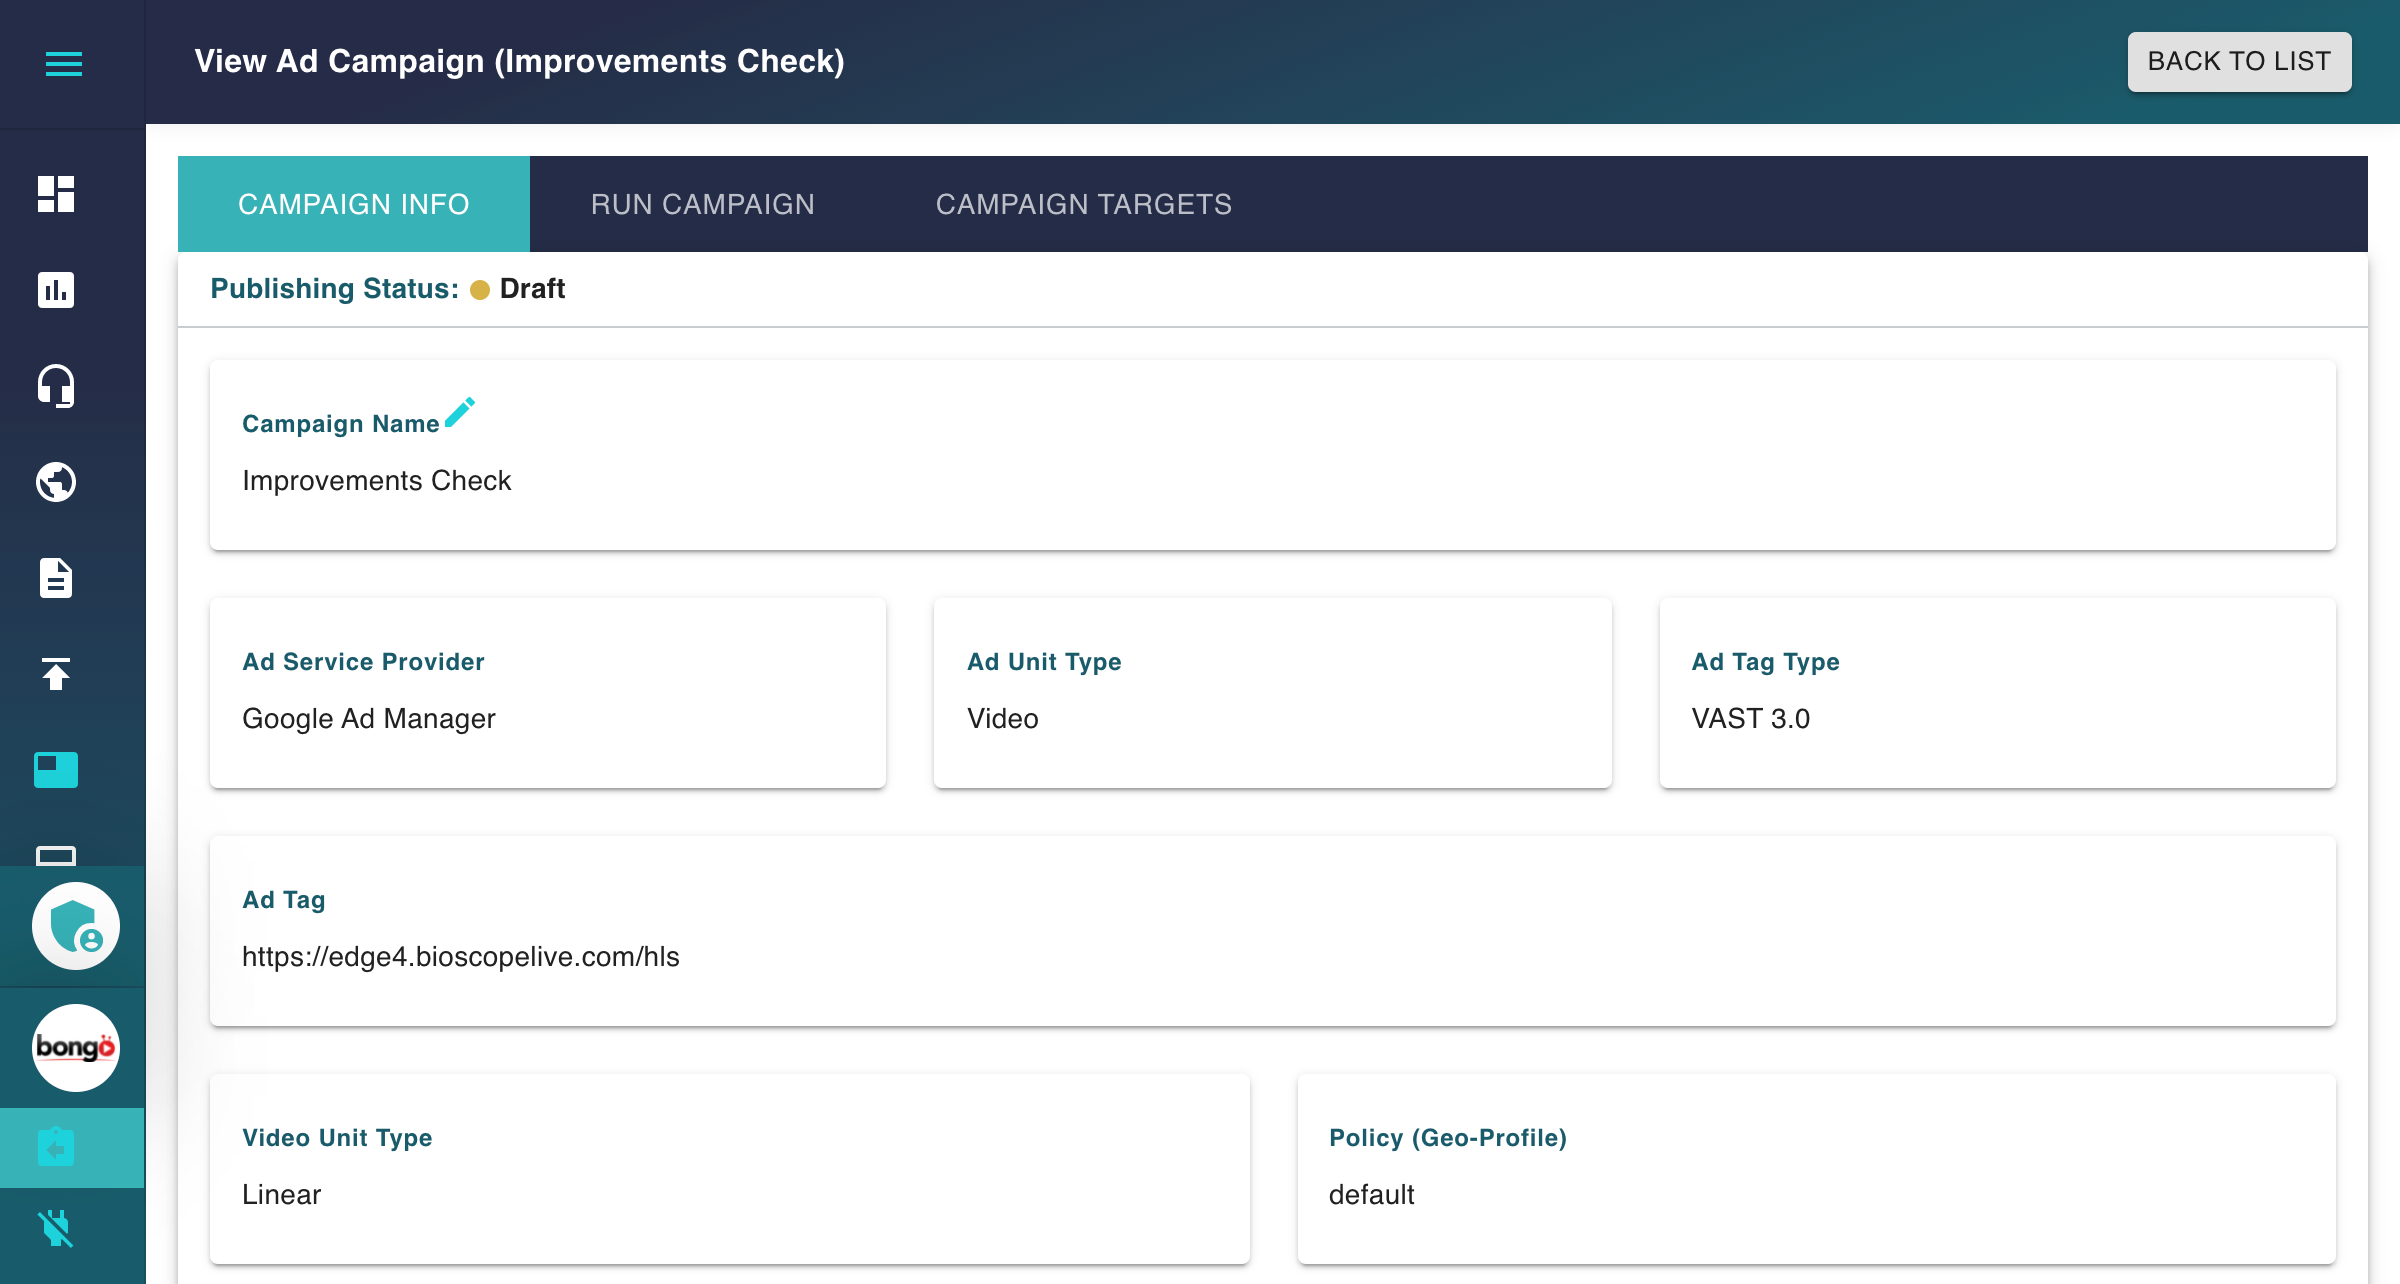 View Ad Campaign (Improvements Check)
BACK TO LIST
CAMPAIGN INFO
RUN CAMPAIGN
CAMPAIGN TARGETS
Publishing Status: Draft
Campaign Name
Improvements Check
Ad Service Provider
Google Ad Manager
Ad Unit Type
Video
Ad Tag Type
VAST 3.0
Ad Tag
https://edge4.bioscopelive.com/hls
bongo
Video Unit Type
Linear
Policy (Geo-Profile)
default